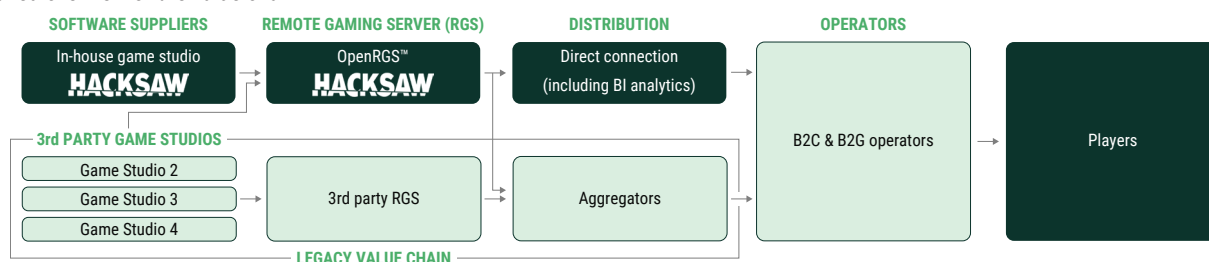 SOFTWARE SUPPLIERS
REMOTE GAMING SERVER (RGS)
DISTRIBUTION
OPERATORS
In-house game studio
HACKSAW
OpenRGS™
HACKSAW
Direct connection
(including BI analytics)
B2C & B2G operators
Players
3rd PARTY GAME STUDIOS
Game Studio 2
Game Studio 3
Game Studio 4
3rd party RGS
Aggregators
LEGACY VALUE CHAIN